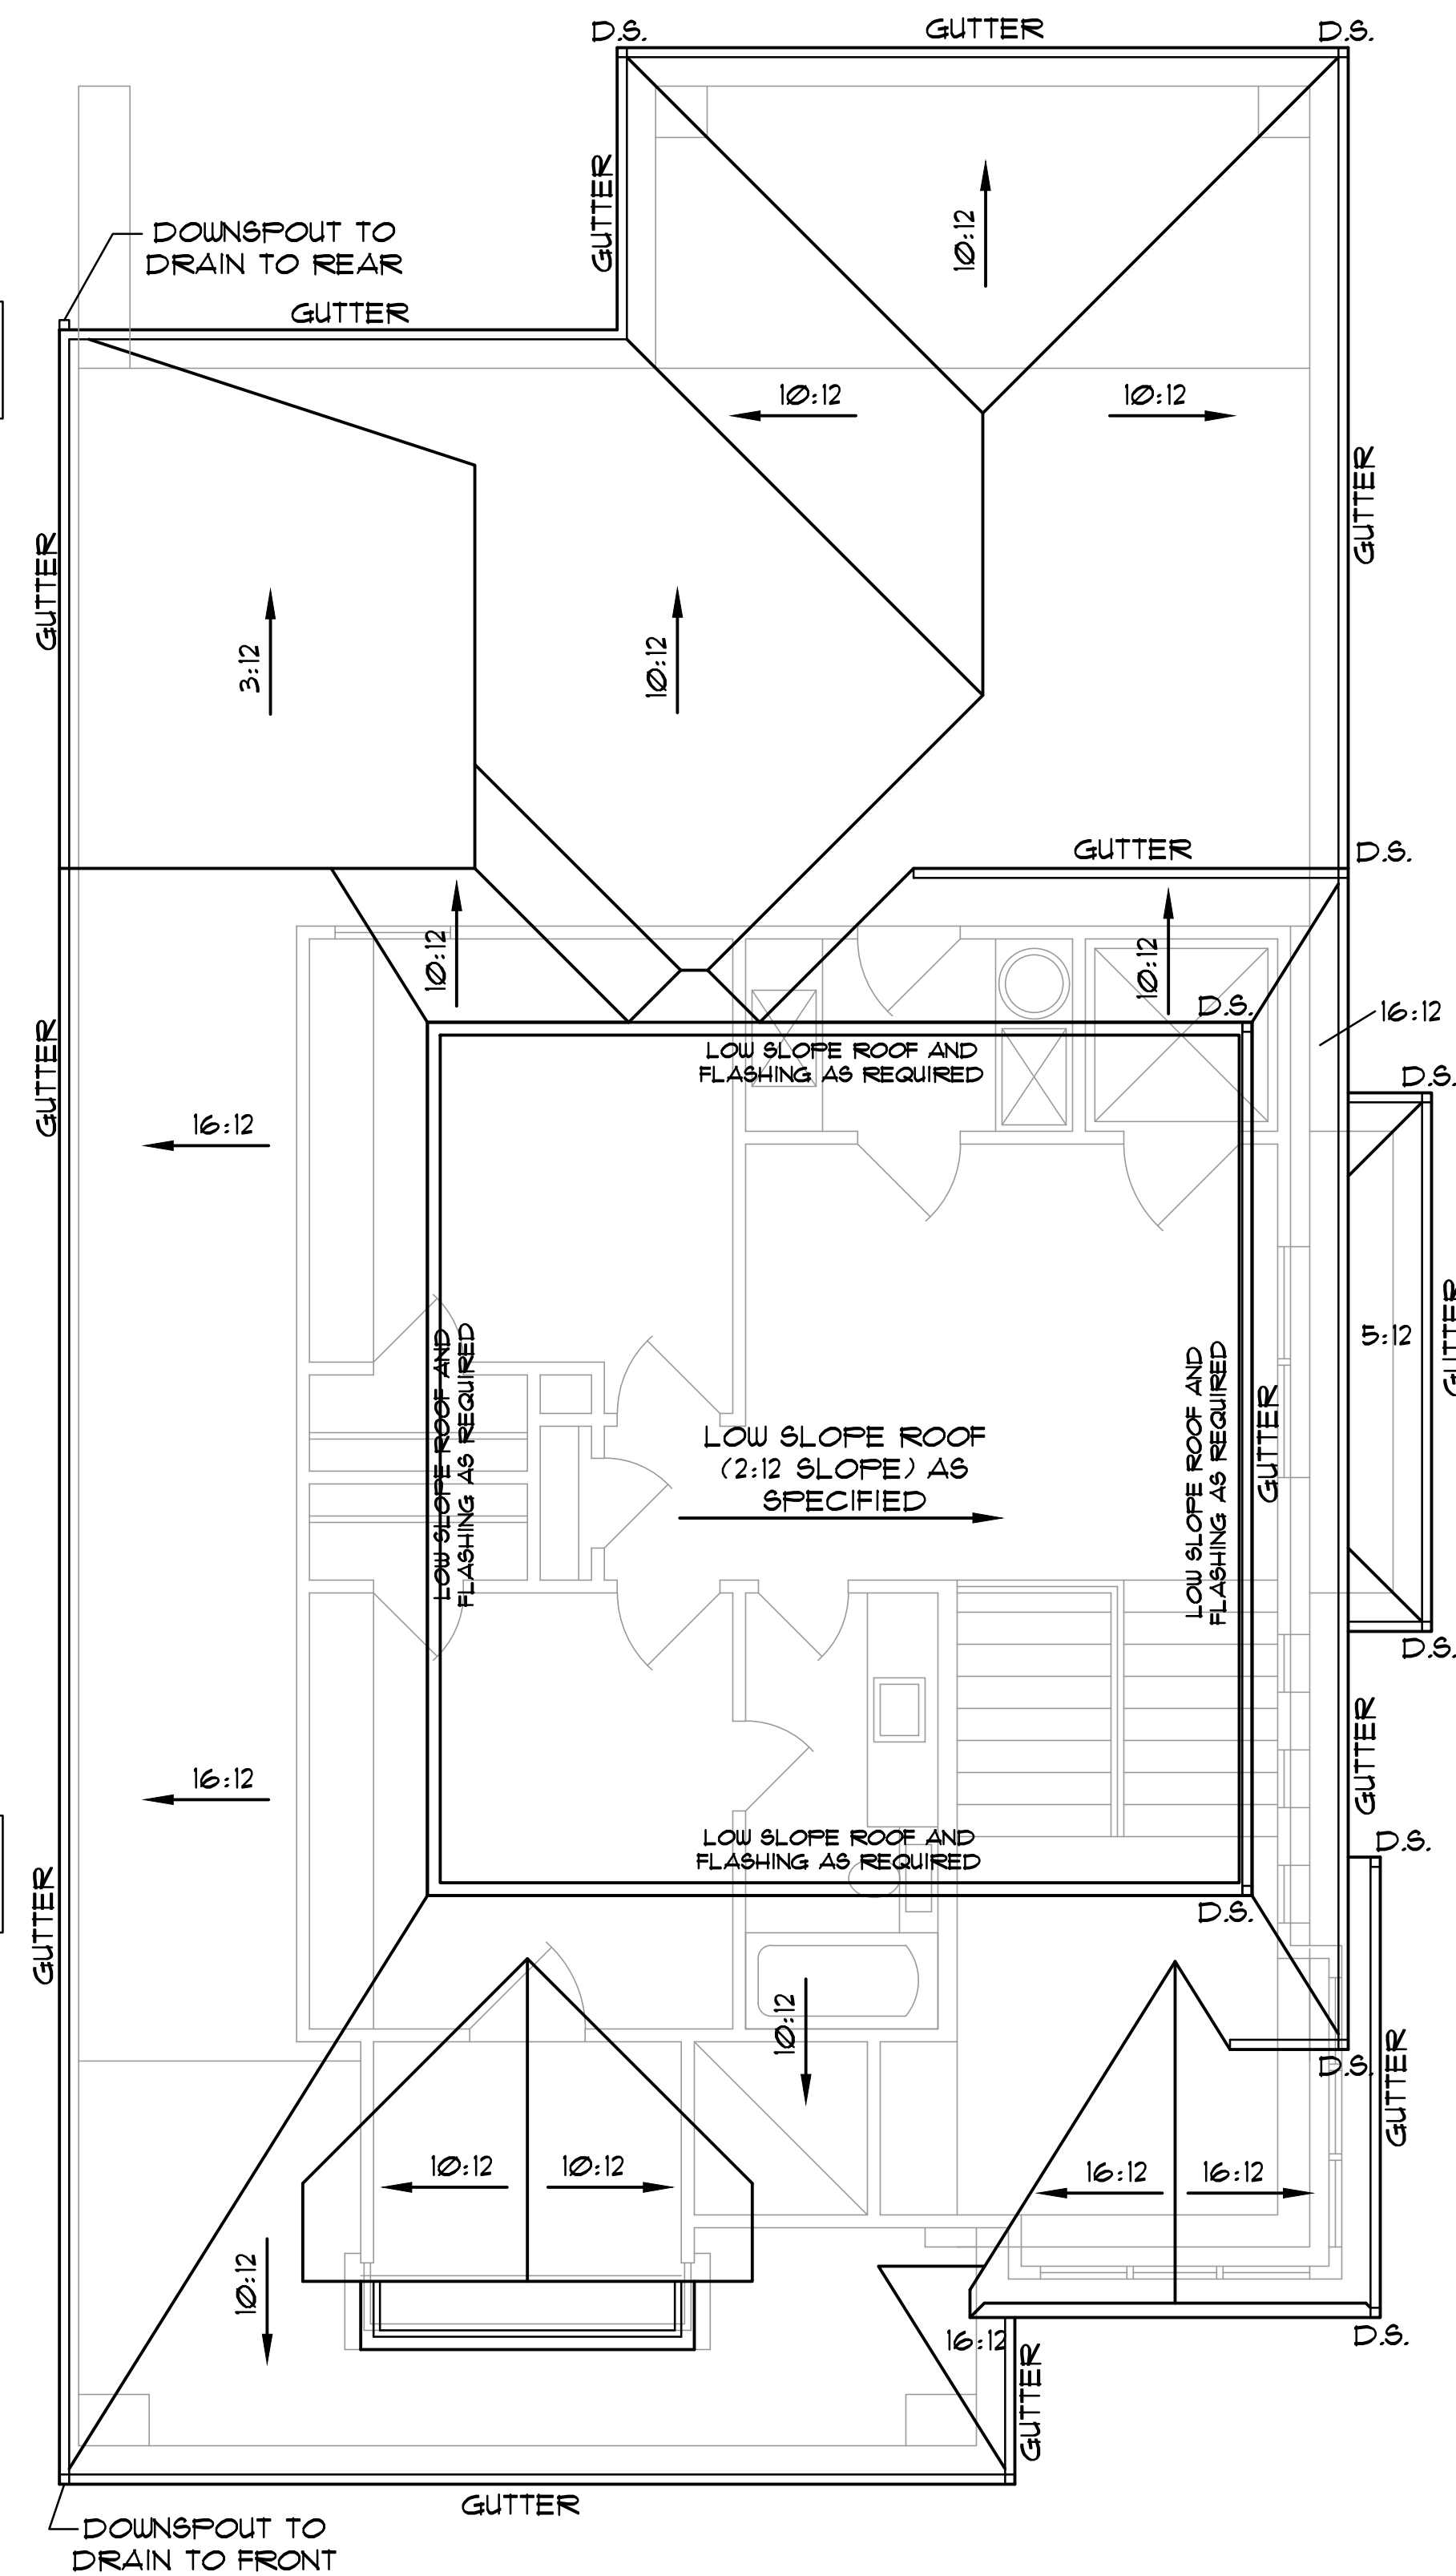 D.S.
GUTTER
D.S.
GUTTER
10:12
DOWNSPOUT TO
DRAIN TO REAR
GUTTER
10:12
10:12
GUTTER
GUTTER
3:12
10:12
GUTTER
D.S.
10:12
10:12
D.S.
16:12
GUTTER
LOW SLOPE ROOF AND
FLASHING AS REQUIRED
D.S.
16:12
GUTTER
5:12
LOW SLOPE ROOF AND
FLASHING AS REQUIRED
LOW SLOPE ROOF AND
FLASHING AS REQUIRED
GUTTER
LOW SLOPE ROOF
(2:12 SLOPE) AS
SPECIFIED
D.S.
GUTTER
16:12
LOW SLOPE ROOF AND
FLASHING AS REQUIRED
D.S.
GUTTER
D.S.
10:12
D.S.
GUTTER
10:12
10:12
16:12
16:12
10:12
16:12
D.S.
GUTTER
GUTTER
DOWNSPOUT TO
DRAIN TO FRONT